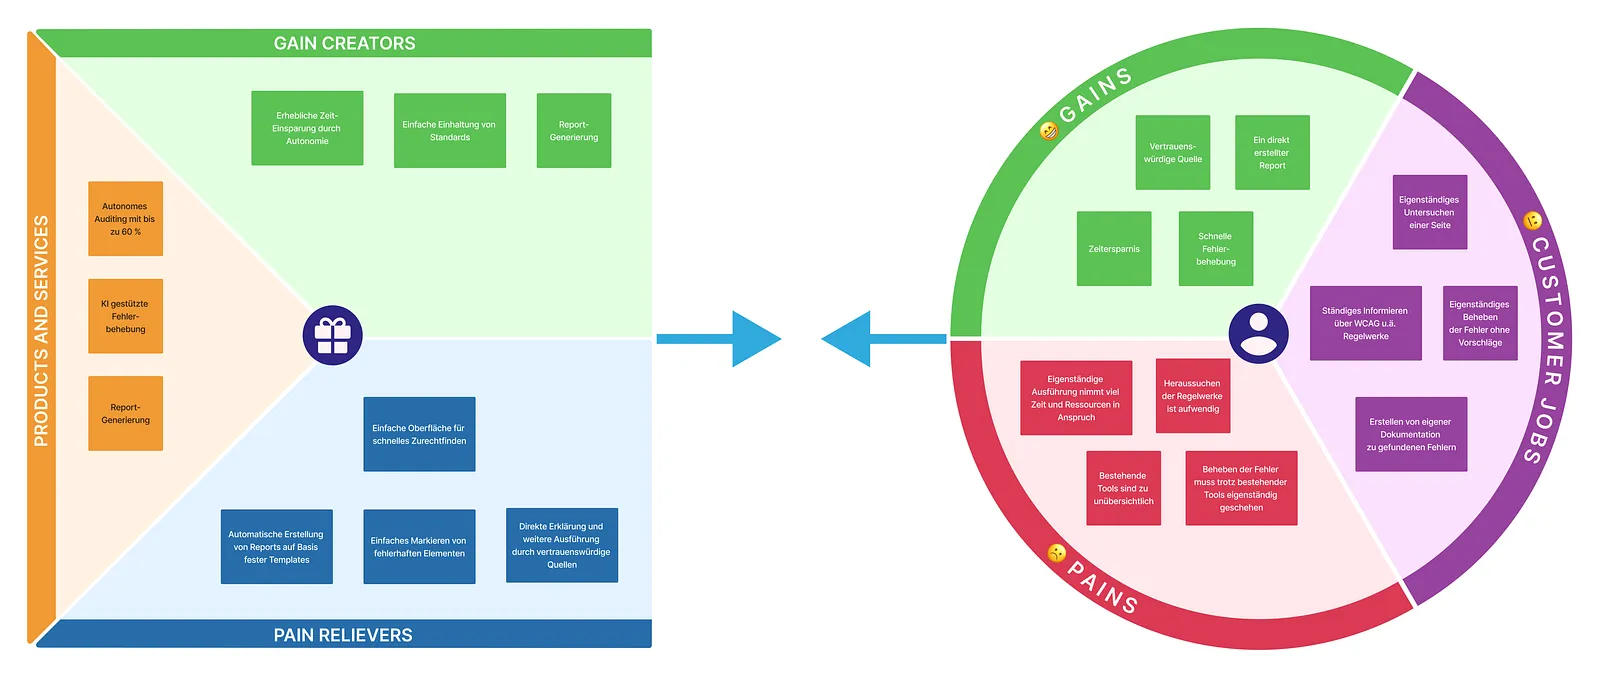 GAIN CREATORS
Erhebliche Zeit-
Einsparung durch
Autonomie
Einfache Einhaltung von
Standards
Report-
Generierung
PRODUCTS AND SERVICES
Autonomes
Auditing mit bis
zu 60 %
KI gestützte
Fehler-
behebung
Report-
Generierung
Einfache Oberfläche für
schnelles Zurechtfinden
Automatische Erstellung
von Reports auf Basis
fester Templates
Einfaches Markieren von
fehlerhaften Elementen
Direkte Erklärung und
weitere Ausführung
durch vertrauenswürdige
Quellen
PAIN RELIEVERS
GAINS
Vertrauens-
würdige Quelle
Ein direkt
erstellter
Report
Zeitersparnis
Schnelle
Fehler-
behebung
CUSTOMER JOBS
Eigenständiges
Untersuchen
einer Seite
Ständiges Informieren
über WCAG u.ä.
Regelwerke
Eigenständiges
Beheben
der Fehler ohne
Vorschläge
Erstellen von eigener
Dokumentation
zu gefundenen Fehlern
Eigenständige
Ausführung nimmt viel
Zeit und Ressourcen in
Anspruch
Heraussuchen
der Regelwerke
ist aufwendig
Bestehende
Tools sind zu
unübersichtlich
Beheben der Fehler
muss trotz bestehender
Tools eigenständig
geschehen
PAINS